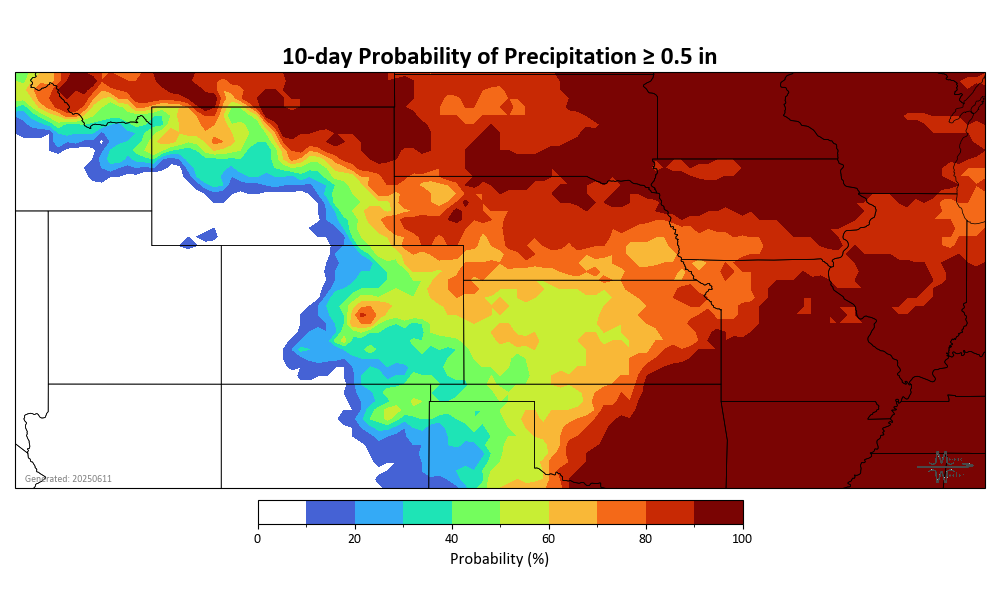 10-day Probability of Precipitation ≥ 0.5 in
Generated: 20250611
0 20 40 60 80 100
Probability (%)